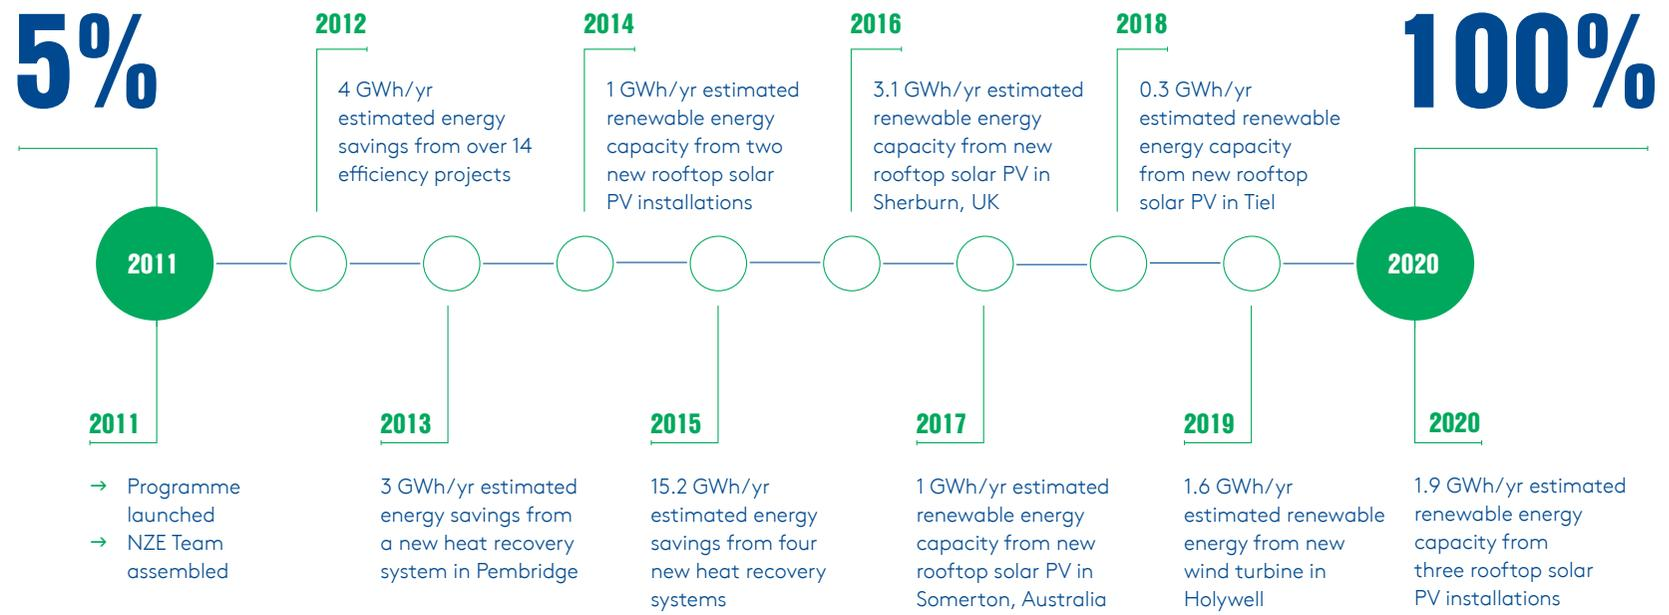 5%
2012
4 GWh/yr
estimated energy
savings from over 14
efficiency projects
2014
1 GWh/yr estimated
renewable energy
capacity from two
new rooftop solar
PV installations
2016
3.1 GWh/yr estimated
renewable energy
capacity from new
rooftop solar PV in
Sherburn, UK
2018
0.3 GWh/yr
estimated renewable
energy capacity
from new rooftop
solar PV in Tiel
100%
2011
2020
2011
→ Programme
launched
→ NZE Team
assembled
2013
3 GWh/yr estimated
energy savings from
a new heat recovery
system in Pembridge
2015
15.2 GWh/yr
estimated energy
savings from four
new heat recovery
systems
2017
1 GWh/yr estimated
renewable energy
capacity from new
rooftop solar PV in
Somerton, Australia
2019
1.6 GWh/yr
estimated renewable
energy from new
wind turbine in
Holywell
2020
1.9 GWh/yr estimated
renewable energy
capacity from
three rooftop solar
PV installations